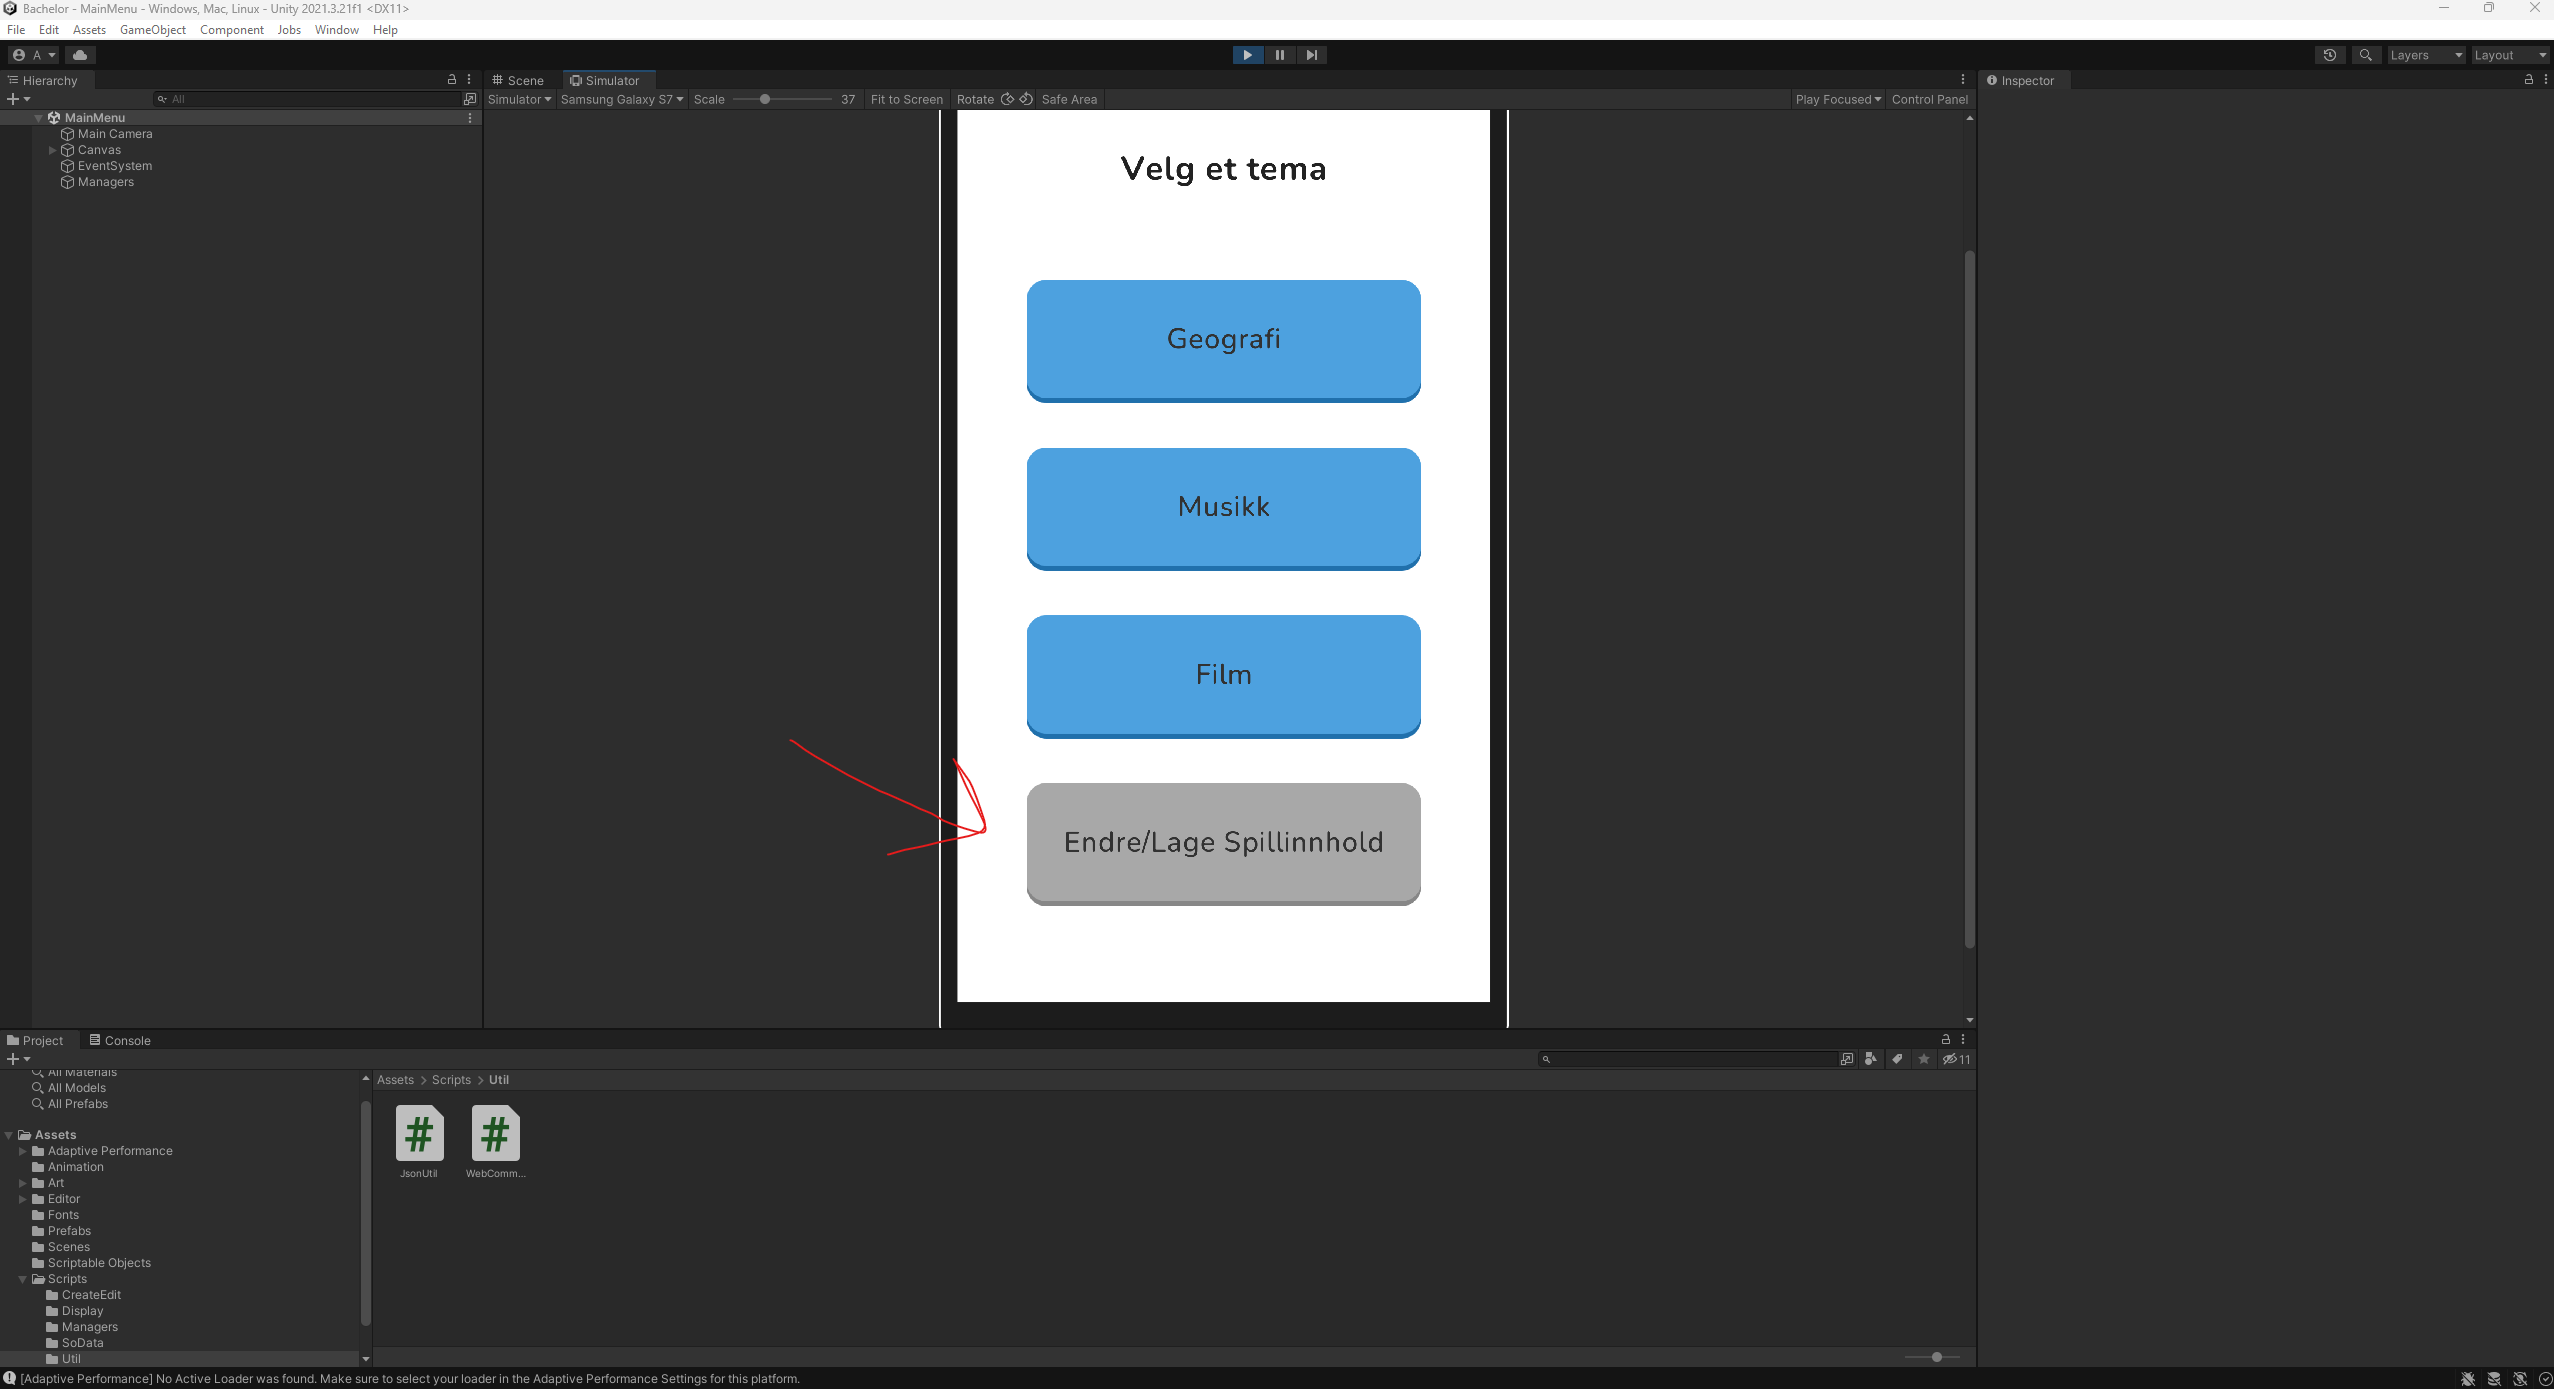 Bachelor - MainMenu - Windows, Mac, Linux - Unity 2021.3.21f1 <DX11>
File Edit Assets GameObject Component Jobs Window Help
A Layers Layout
Hierarchy
All
MainMenu
Main Camera
Canvas
EventSystem
Managers
Scene Simulator
Simulator Samsung Galaxy S7 Scale 37 Fit to Screen Rotate Safe Area Play Focused Control Panel
Velg et tema
Geografi
Musikk
Film
Endre/Lage Spillinnhold
Inspector
Project Console
11
All Materials
All Models
All Prefabs
Assets
Adaptive Performance
Animation
Art
Editor
Fonts
Prefabs
Scenes
Scriptable Objects
Scripts
CreateEdit
Display
Managers
SoData
Util
Assets > Scripts > Util
# #
JsonUtil WebComm...
[Adaptive Performance] No Active Loader was found. Make sure to select your loader in the Adaptive Performance Settings for this platform.